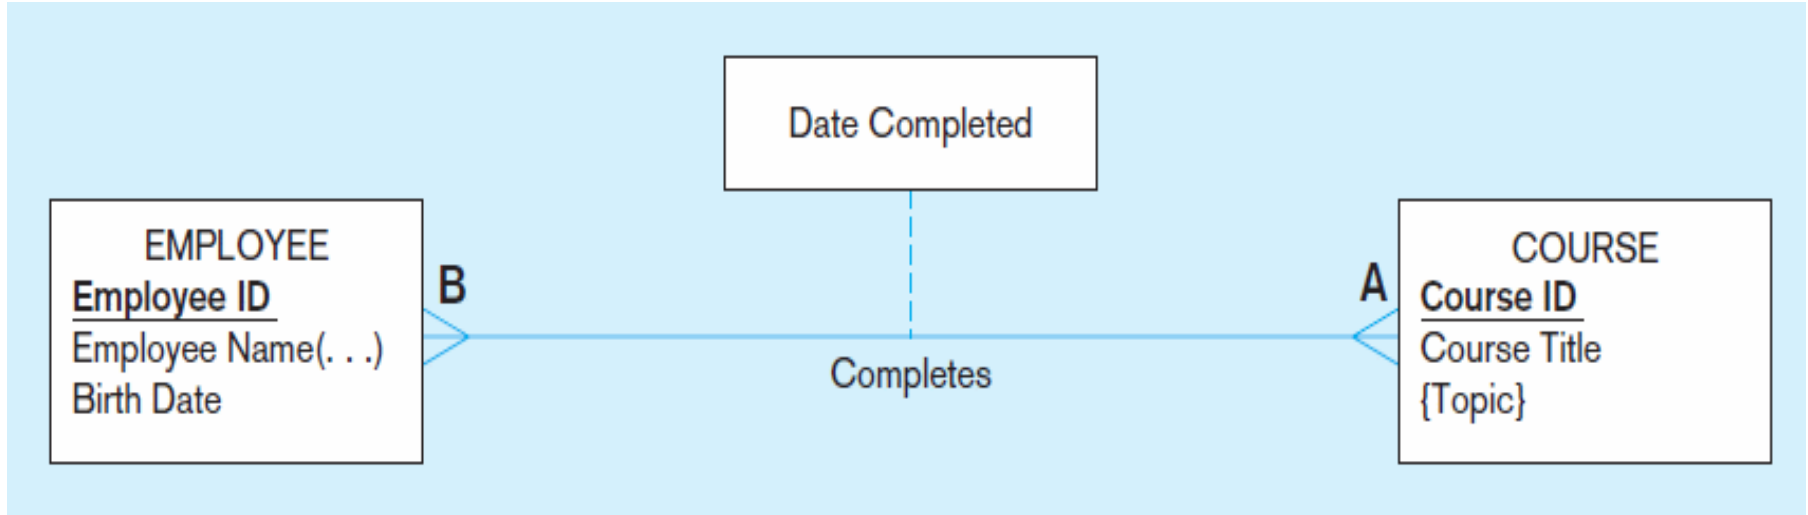 Date Completed
EMPLOYEE
Employee ID
Employee Name(. . .)
Birth Date
B
Completes
A
COURSE
Course ID
Course Title
{Topic}